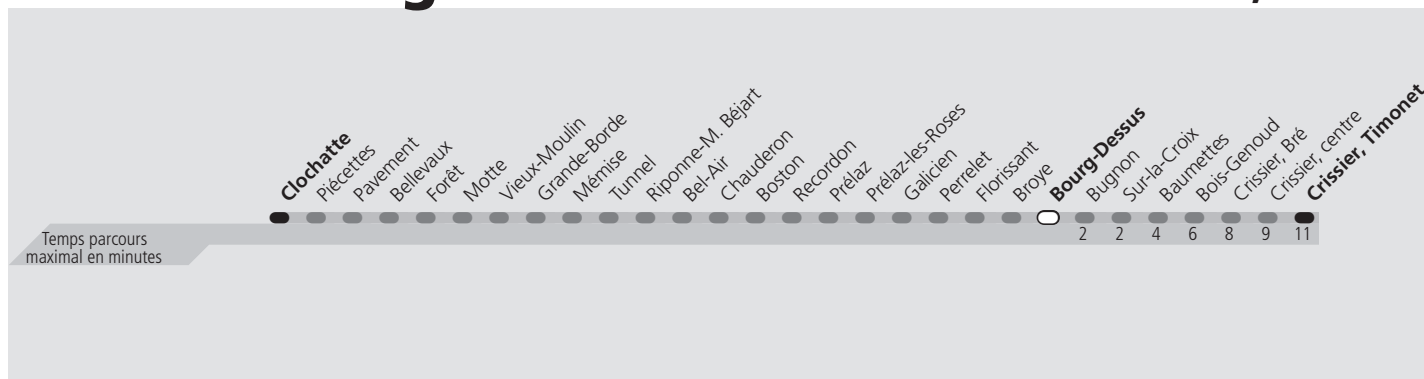 Clochatte
Piécettes
Pavement
Bellevaux
Forêt
Motte
Vieux-Moulin
Grande-Borde
Mémise
Tunnel
Riponne-M. Béjart
Bel-Air
Chauderon
Boston
Recordon
Prélaz
Prélaz-les-Roses
Galicien
Perrelet
Florissant
Broye
Bourg-Dessus
Bugnon
Sur-la-Croix
Baumettes
Bois-Genoud
Crissier, Bré
Crissier, centre
Crissier, Timonet
2 2 4 6 8 9 11
Temps parcours
maximal en minutes